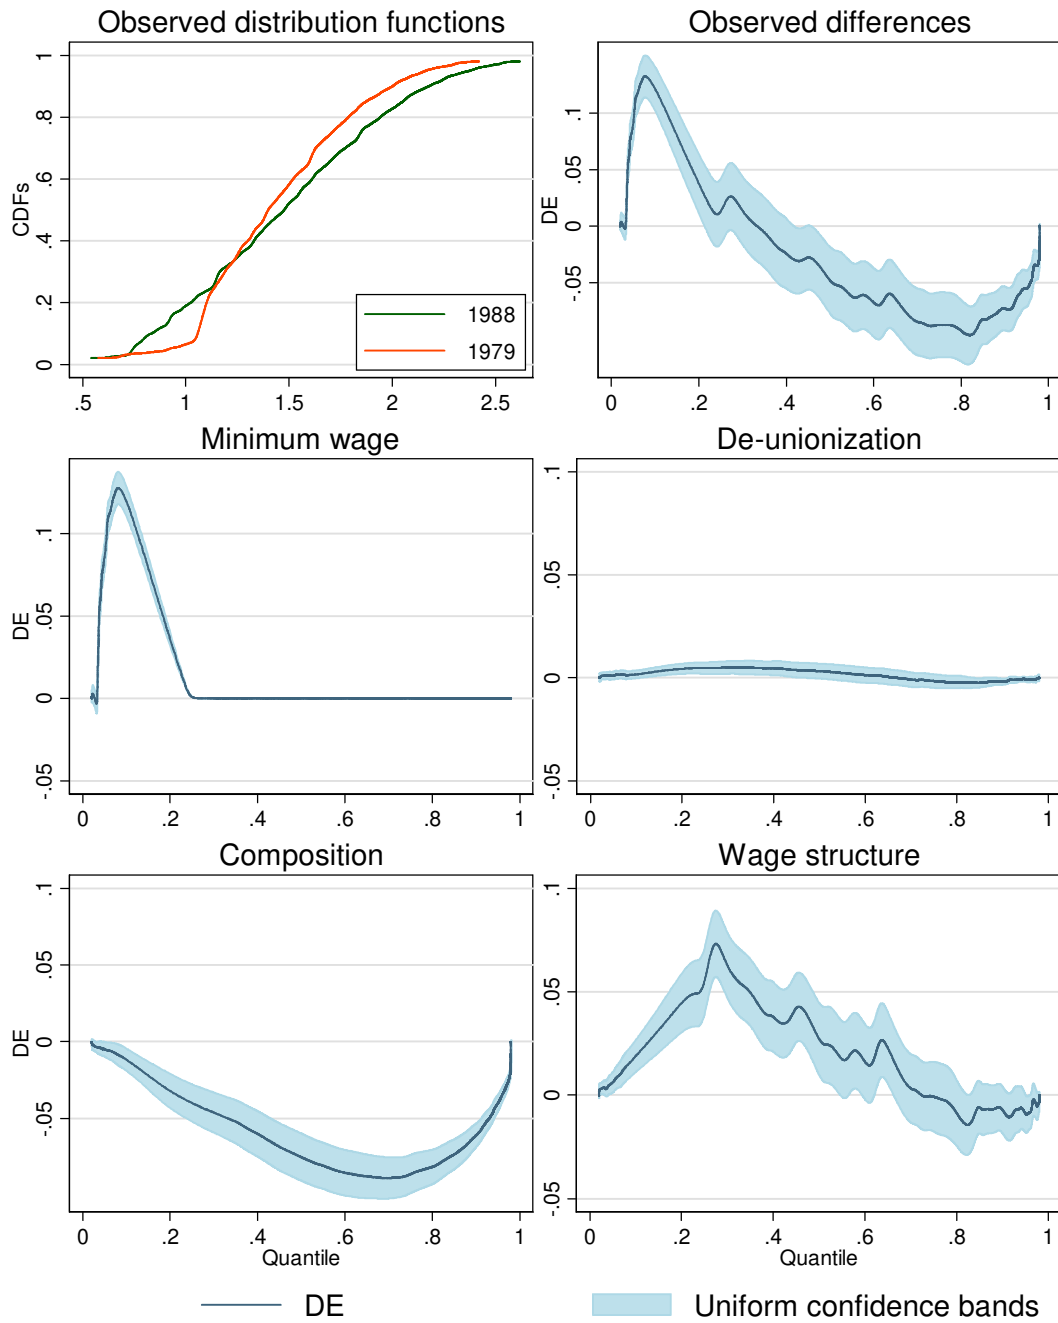 Observed distribution functions
CDFs
0 .2 .4 .6 .8 1
1988
1979
.5 1 1.5 2 2.5
Observed differences
DE
-.05 0 .05 .1
0 .2 .4 .6 .8 1
Minimum wage
DE
-.05 0 .05 .1
0 .2 .4 .6 .8 1
De-unionization
-.05 0 .05 .1
0 .2 .4 .6 .8 1
Composition
DE
-.05 0 .05 .1
0 .2 .4 .6 .8 1
Quantile
Wage structure
-.05 0 .05 .1
0 .2 .4 .6 .8 1
Quantile
DE
Uniform confidence bands